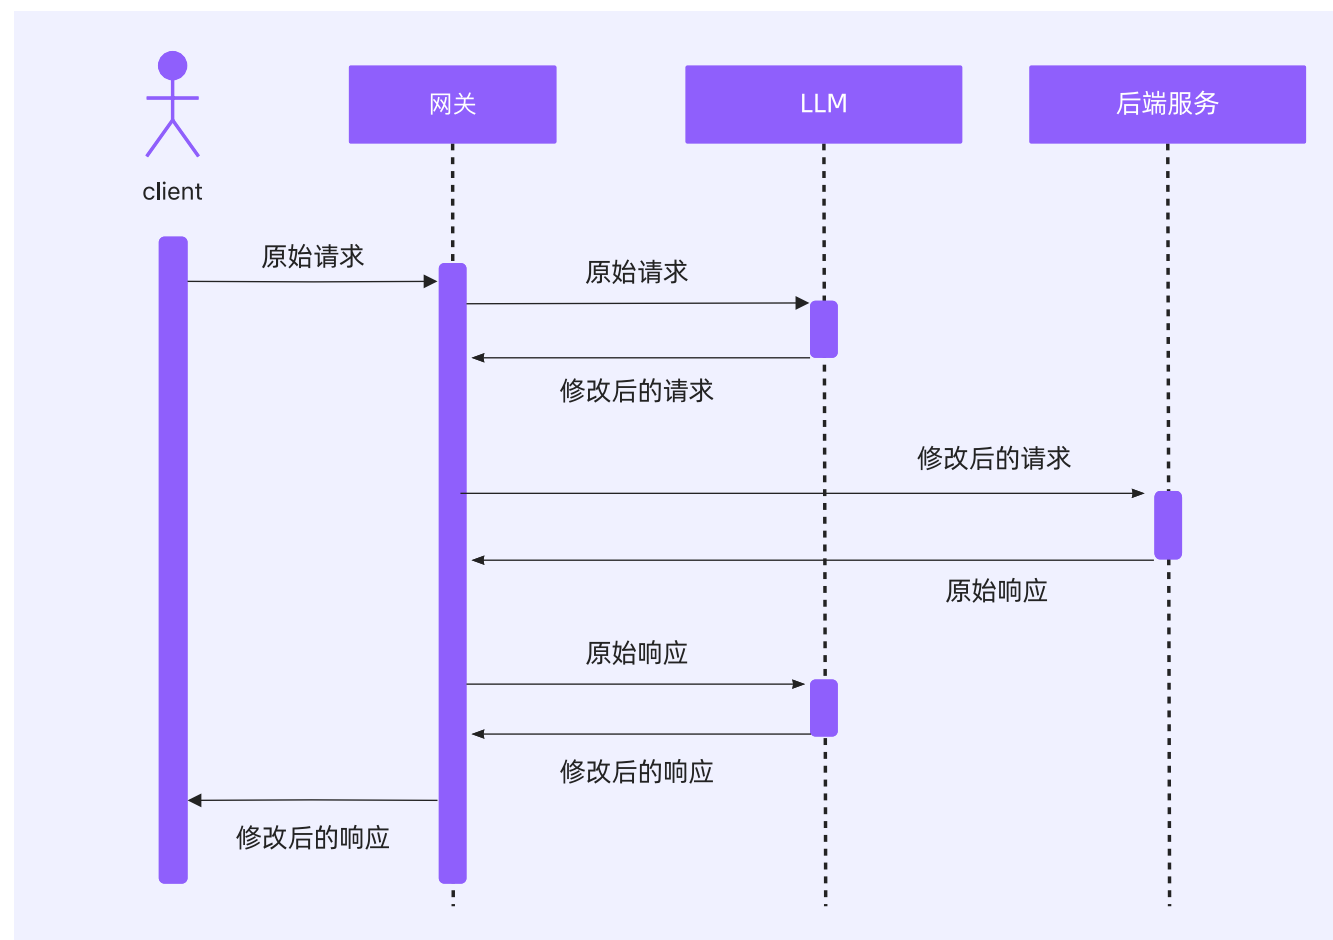 网关
LLM
后端服务
client
原始请求
原始请求
修改后的请求
修改后的请求
原始响应
原始响应
修改后的响应
修改后的响应